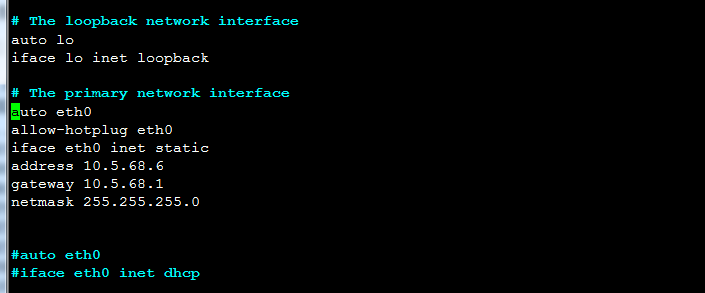 # The loopback network interface
auto lo
iface lo inet loopback
# The primary network interface
auto eth0
allow-hotplug eth0
iface eth0 inet static
address 10.5.68.6
gateway 10.5.68.1
netmask 255.255.255.0
#auto eth0
#iface eth0 inet dhcp